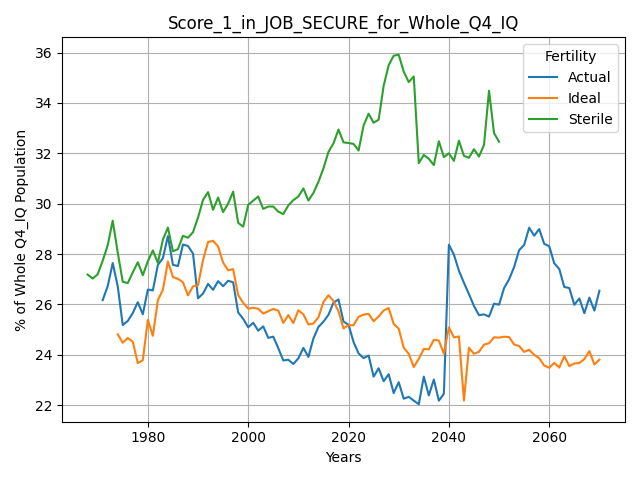 Score_1_in_JOB_SECURE_for_Whole_Q4_IQ
% of Whole Q4_IQ Population
36
34
32
30
28
26
24
22
Fertility
Actual
Ideal
Sterile
1980 2000 2020 2040 2060
Years